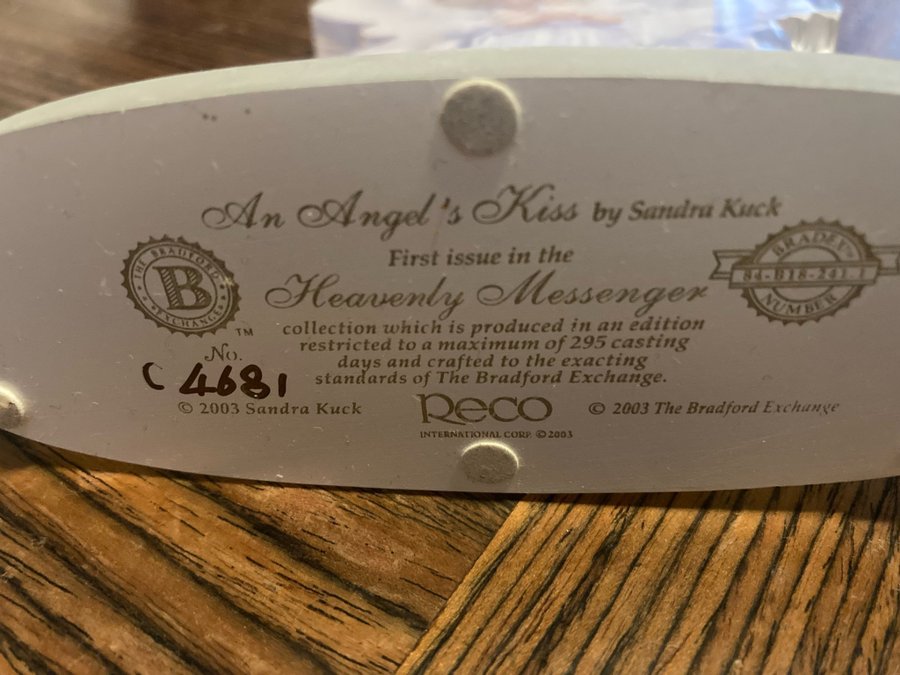 An Angel's Kiss by Sandra Kuck
First issue in the
Heavenly Messenger
collection which is produced in an edition
restricted to a maximum of 295 casting
days and crafted to the exacting
standards of The Bradford Exchange.
THE BRADFORD
B
EXCHANGE
TM
BRADEX
84-B18-241.1
NUMBER
No.
C 4681
© 2003 Sandra Kuck
Reco
INTERNATIONAL CORP. © 2003
© 2003 The Bradford Exchange